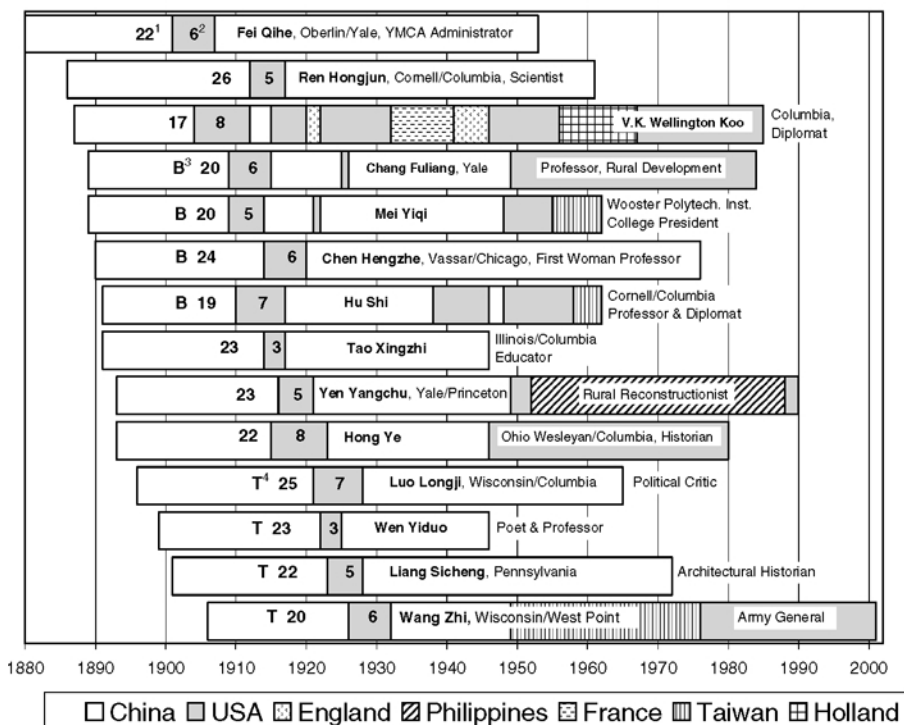 22¹ 6² Fei Qihe, Oberlin/Yale, YMCA Administrator
26 5 Ren Hongjun, Cornell/Columbia, Scientist
17 8 V.K. Wellington Koo Columbia,
Diplomat
B³ 20 6 Chang Fuliang, Yale Professor, Rural Development
B 20 5 Mei Yiqi Wooster Polytech. Inst.
College President
B 24 6 Chen Hengzhe, Vassar/Chicago, First Woman Professor
B 19 7 Hu Shi Cornell/Columbia
Professor & Diplomat
23 3 Tao Xingzhi Illinois/Columbia
Educator
23 5 Yen Yangchu, Yale/Princeton Rural Reconstructionist
22 8 Hong Ye Ohio Wesleyan/Columbia, Historian
T⁴ 25 7 Luo Longji, Wisconsin/Columbia Political Critic
T 23 3 Wen Yiduo Poet & Professor
T 22 5 Liang Sicheng, Pennsylvania Architectural Historian
T 20 6 Wang Zhi, Wisconsin/West Point Army General
1880 1890 1900 1910 1920 1930 1940 1950 1960 1970 1980 1990 2000
China USA England Philippines France Taiwan Holland